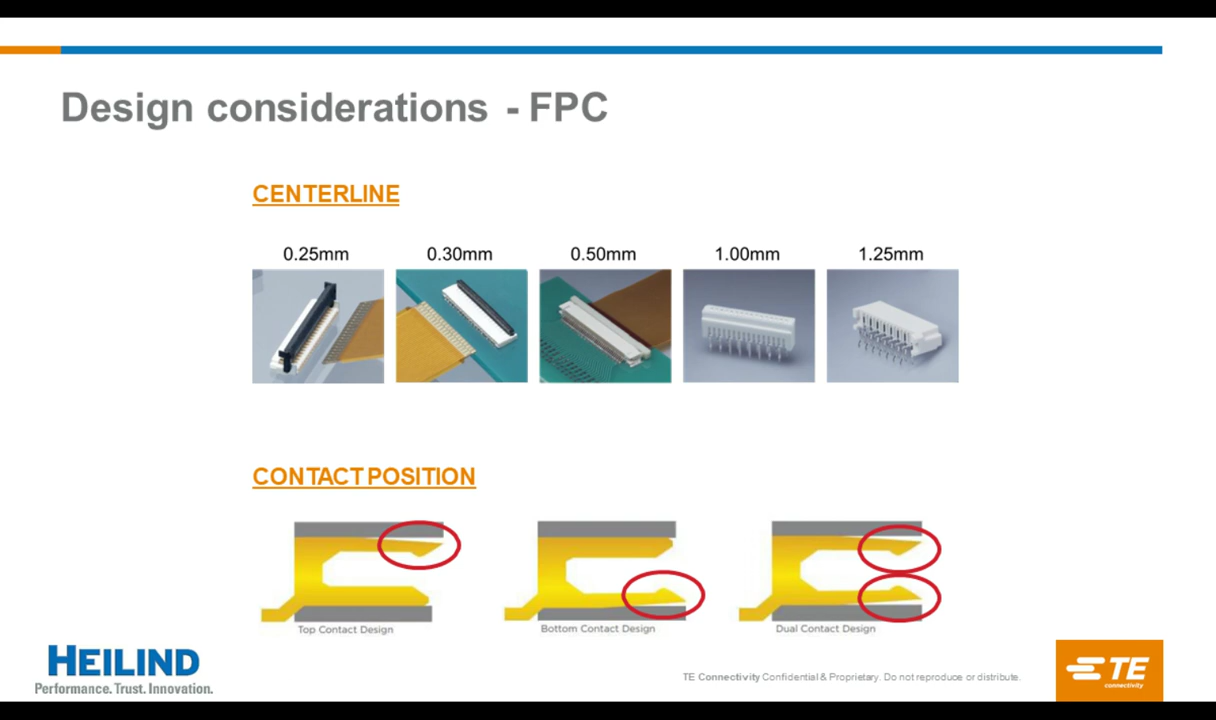 Design considerations - FPC
CENTERLINE
0.25mm 0.30mm 0.50mm 1.00mm 1.25mm
CONTACT POSITION
Top Contact Design Bottom Contact Design Dual Contact Design
HEILIND
Performance. Trust. Innovation.
TE Connectivity Confidential & Proprietary. Do not reproduce or distribute.
TE
connectivity